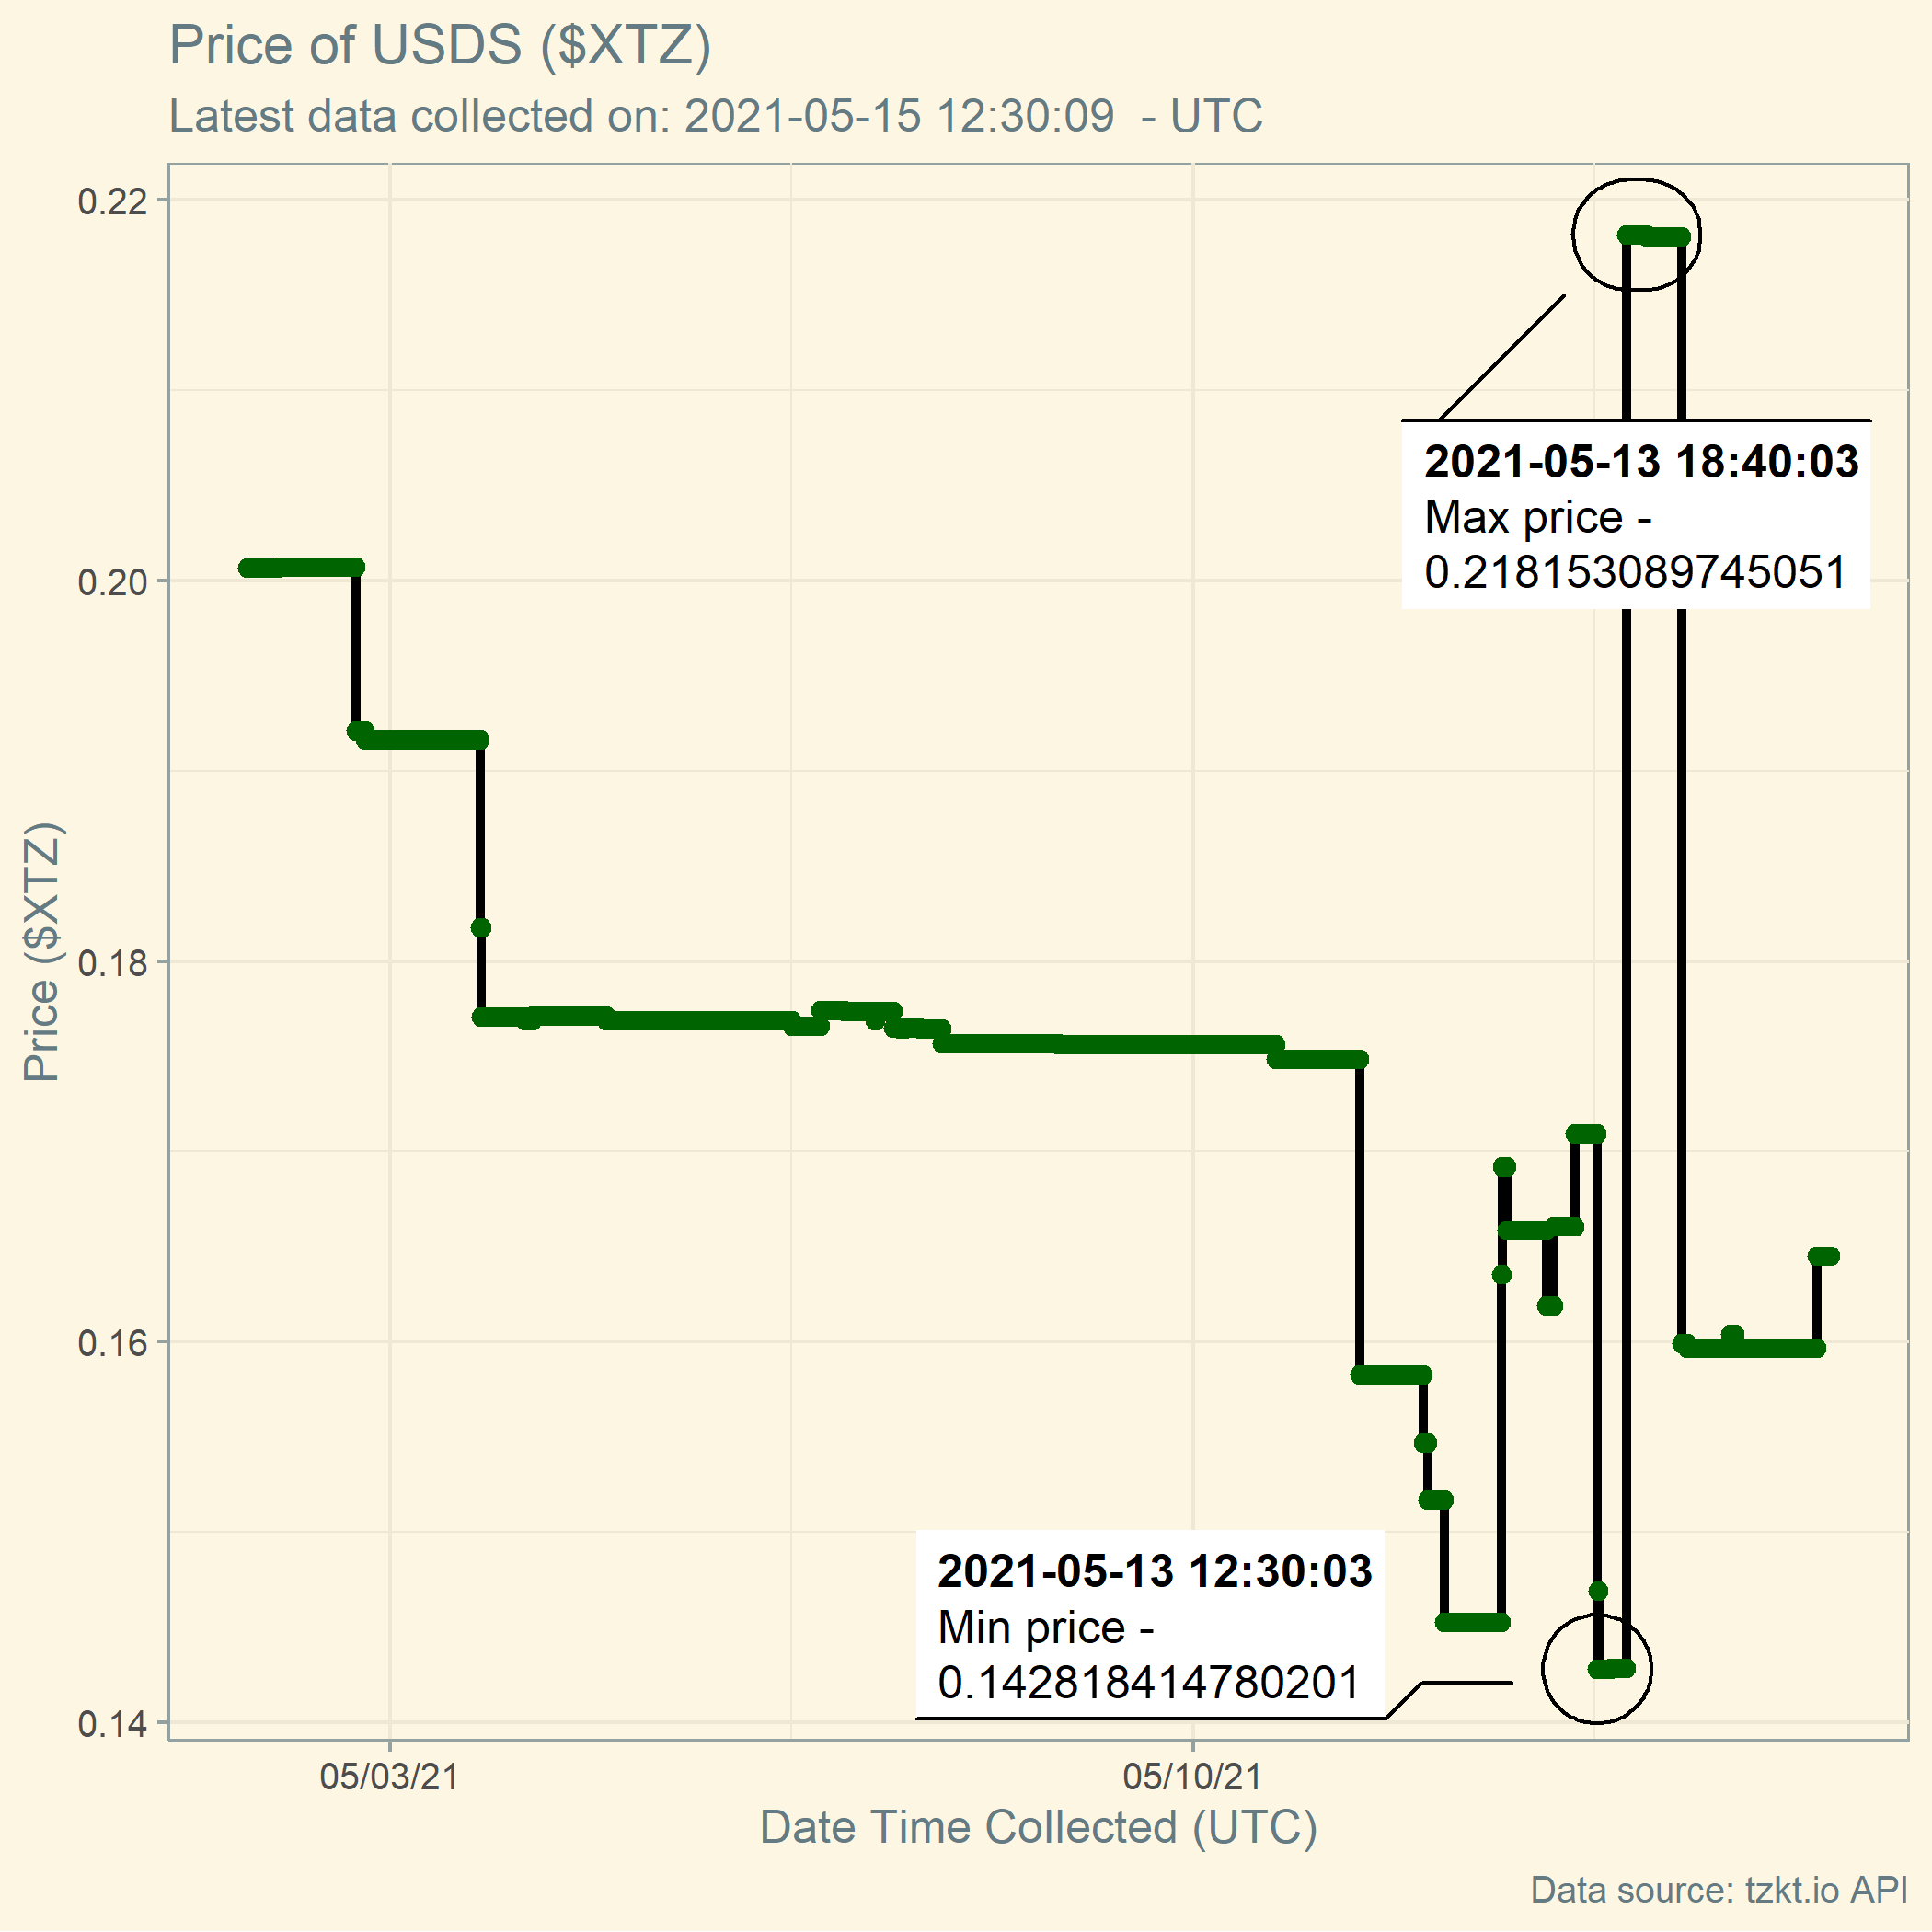 Price of USDS ($XTZ)
Latest data collected on: 2021-05-15 12:30:09  - UTC
0.22
0.20
0.18
0.16
0.14
Price ($XTZ)
2021-05-13 18:40:03
Max price -
0.218153089745051
2021-05-13 12:30:03
Min price -
0.142818414780201
05/03/21
05/10/21
Date Time Collected (UTC)
Data source: tzkt.io API